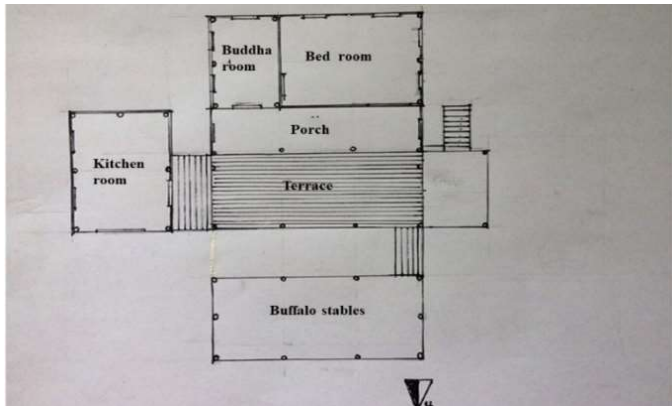 Buddha
room
Bed room
Porch
Kitchen
room
Terrace
Buffalo stables